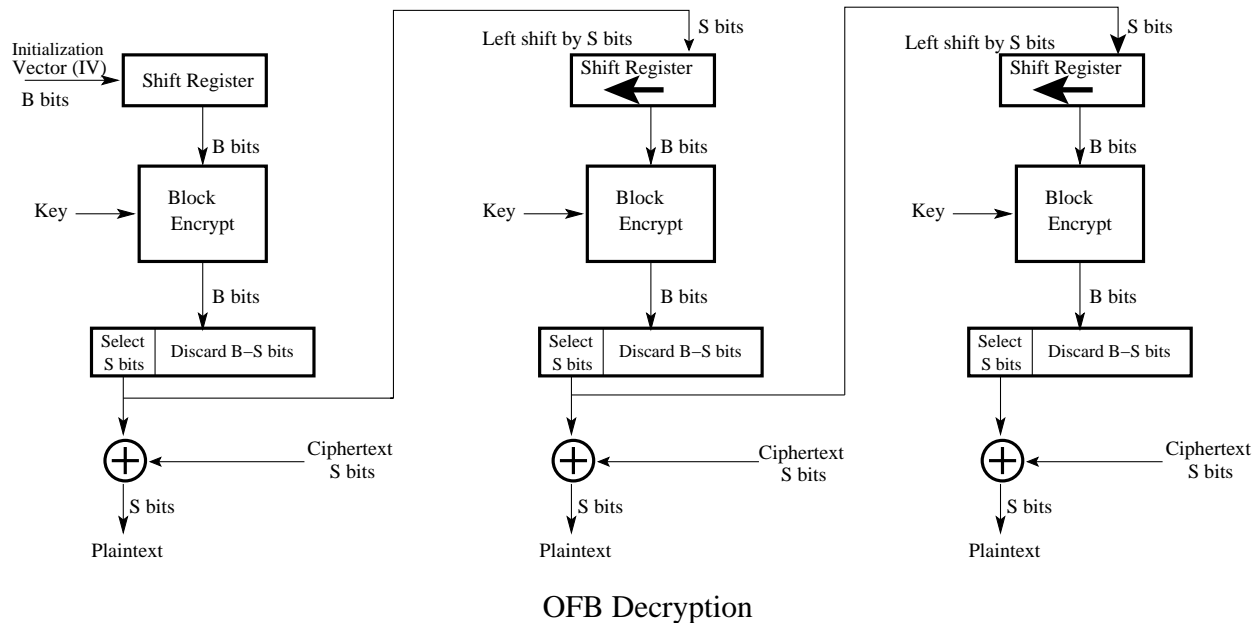 Initialization
Vector (IV)
B bits
Shift Register
B bits
Key
Block
Encrypt
B bits
Select
S bits
Discard B−S bits
Ciphertext
S bits
S bits
Plaintext
S bits
Left shift by S bits
Shift Register
B bits
Key
Block
Encrypt
B bits
Select
S bits
Discard B−S bits
Ciphertext
S bits
S bits
Plaintext
S bits
Left shift by S bits
Shift Register
B bits
Key
Block
Encrypt
B bits
Select
S bits
Discard B−S bits
Ciphertext
S bits
S bits
Plaintext
OFB Decryption